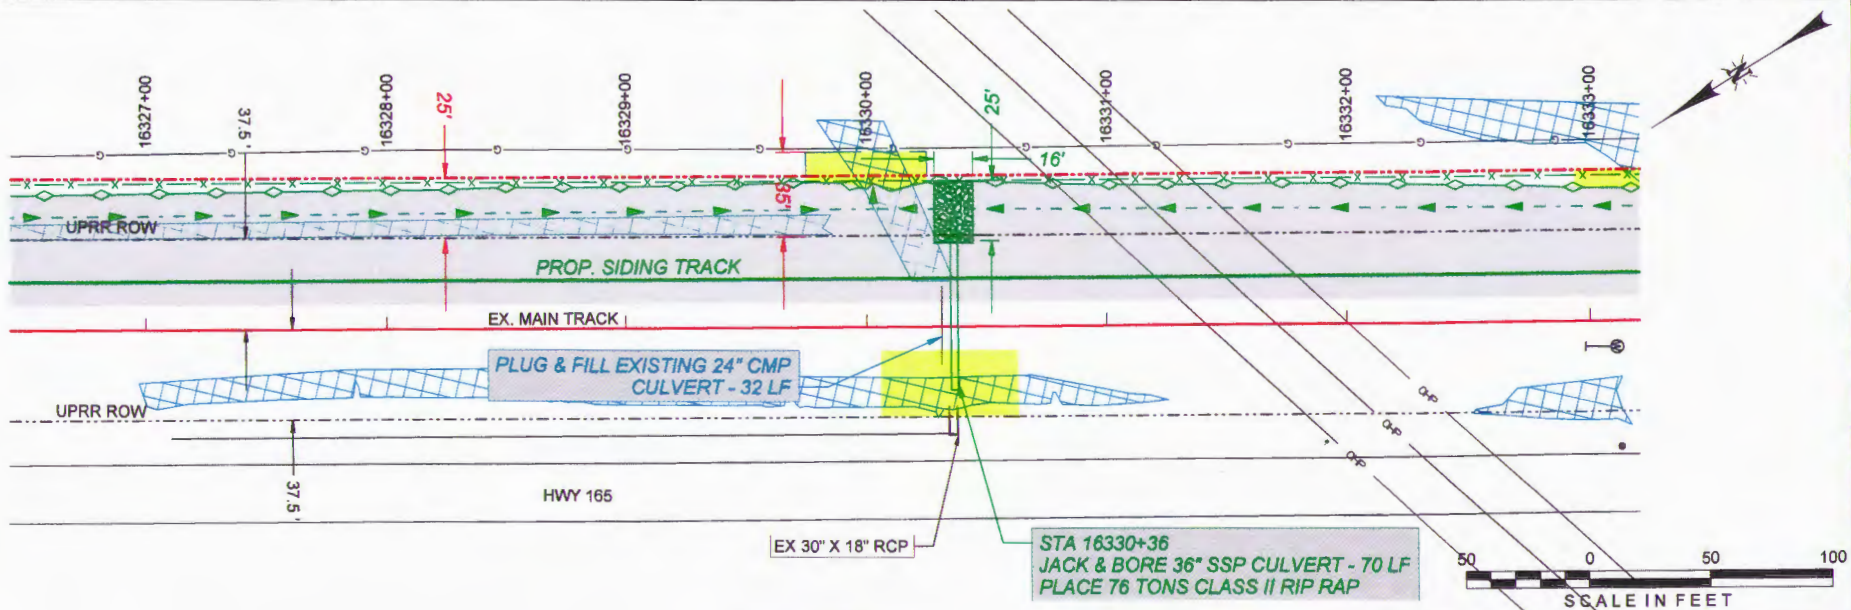 16327+00
16328+00
16329+00
16330+00
16331+00
16332+00
16333+00
N
37.5'
25'
25'
16'
35'
G G G G G G G G G
UPRR ROW
PROP. SIDING TRACK
EX. MAIN TRACK
PLUG & FILL EXISTING 24" CMP
CULVERT - 32 LF
UPRR ROW
OHP
OHP
OHP
37.5'
HWY 165
EX 30" X 18" RCP
STA 16330+36
JACK & BORE 36" SSP CULVERT - 70 LF
PLACE 76 TONS CLASS II RIP RAP
50 0 50 100
SCALE IN FEET